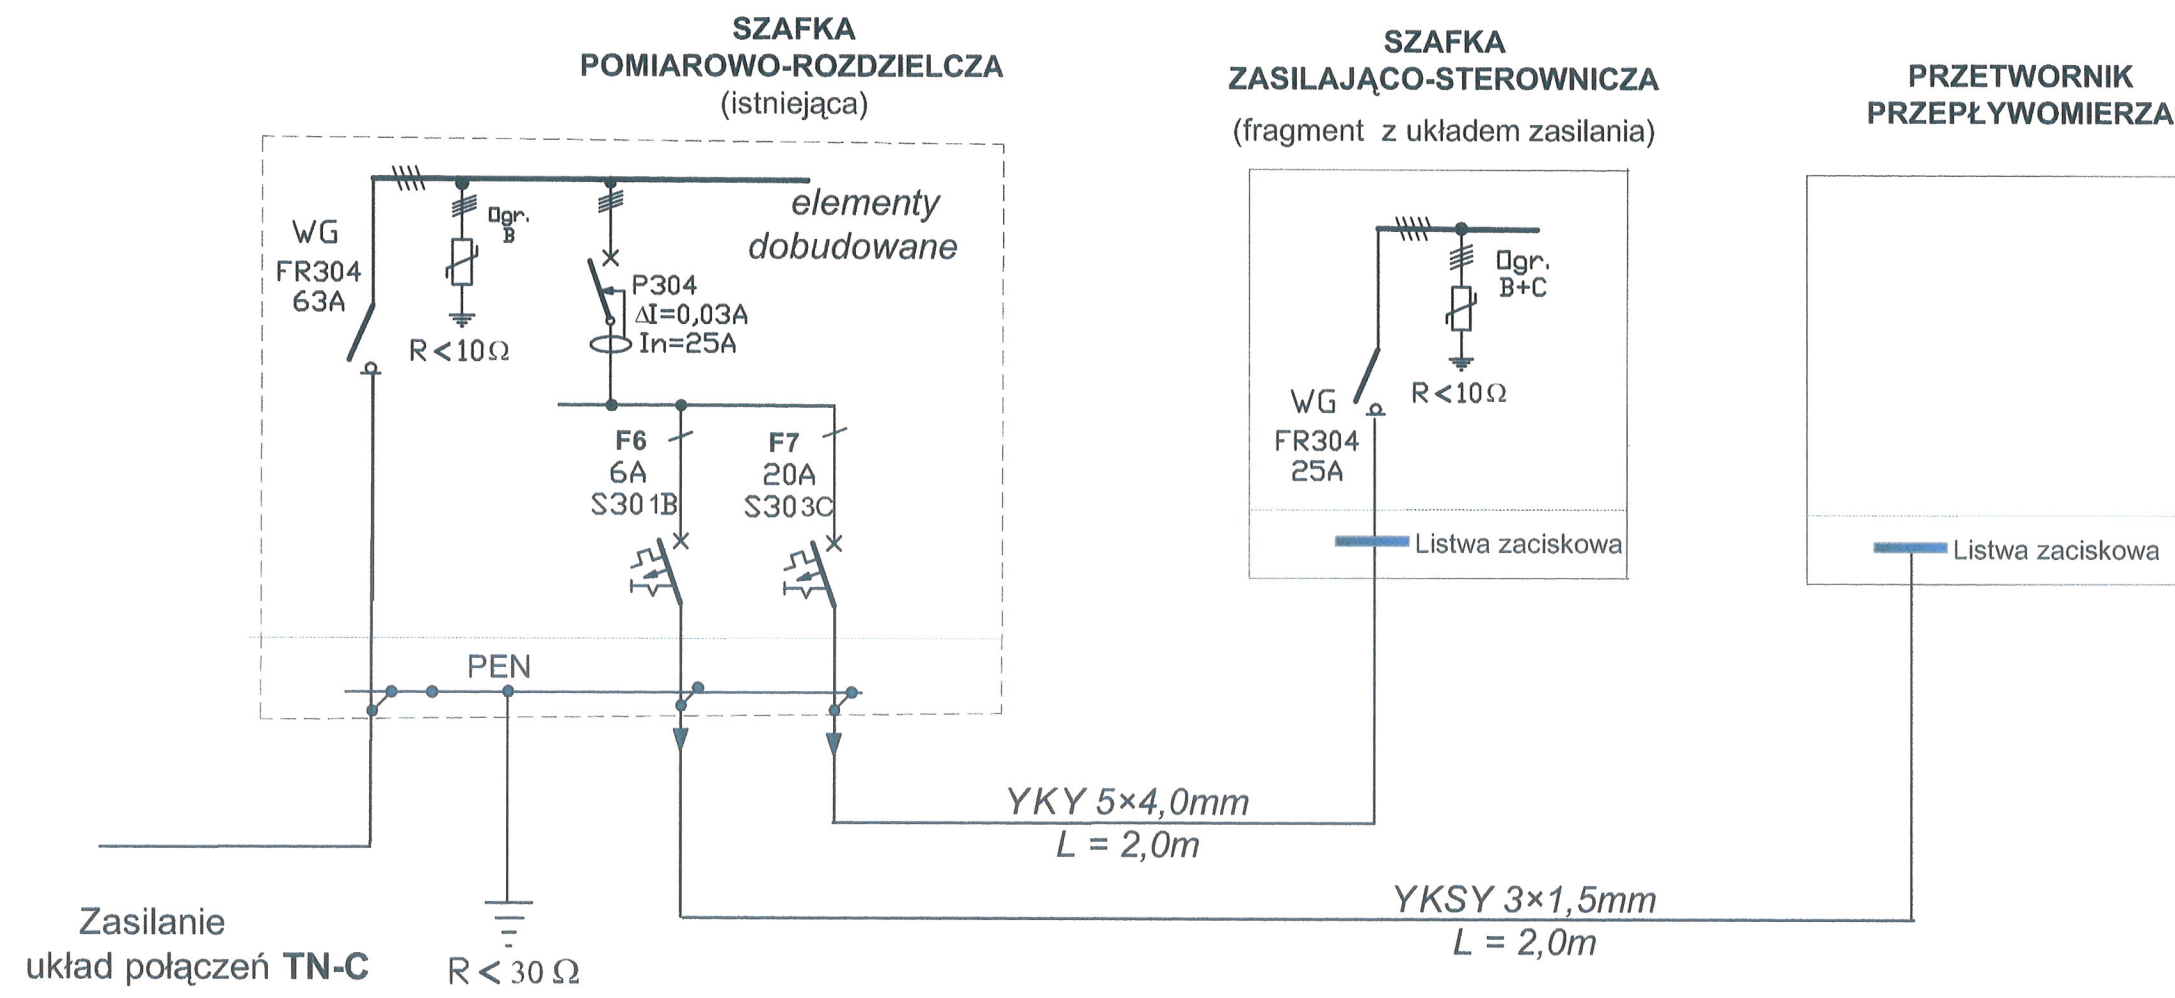 SZAFKA
POMIAROWO-ROZDZIELCZA
(istniejąca)
elementy
dobudowane
WG
FR304
63A
Ogr.
B
R<10Ω
P304
ΔI=0,03A
In=25A
F6
6A
S301B
F7
20A
S303C
PEN
Zasilanie
układ połączeń TN-C
R< 30 Ω
SZAFKA
ZASILAJĄCO-STEROWNICZA
(fragment z układem zasilania)
Ogr.
B+C
R<10Ω
WG
FR304
25A
Listwa zaciskowa
PRZETWORNIK
PRZEPŁYWOMIERZA
Listwa zaciskowa
YKY 5×4,0mm
L = 2,0m
YKSY 3×1,5mm
L = 2,0m